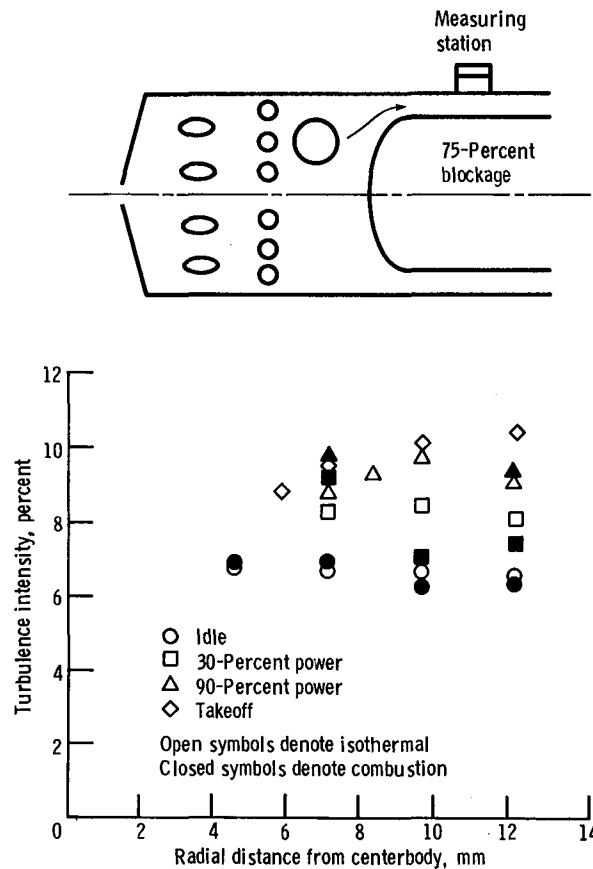 Measuring
station
75-Percent
blockage
12
10
8
6
4
2
0
Turbulence intensity, percent
Idle
30-Percent power
90-Percent power
Takeoff
Open symbols denote isothermal
Closed symbols denote combustion
2 4 6 8 10 12 14
Radial distance from centerbody, mm